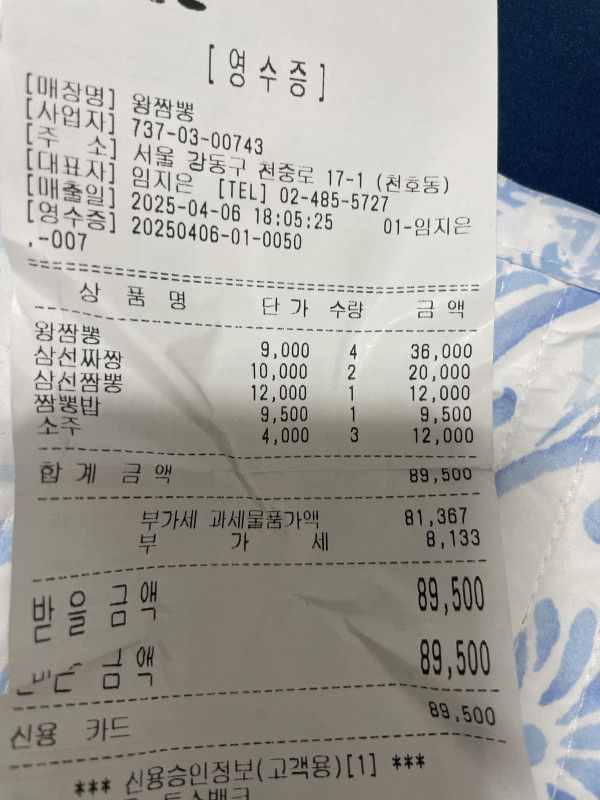 [ 영 수 증 ]
[매장명] 왕짬뽕
[사업자] 737-03-00743
[주 소] 서울 강동구 천중로 17-1 (천호동)
[대표자] 임지은 [TEL] 02-485-5727
[매출일] 2025-04-06 18:05:25 01-임지은
[영수증] 20250406-01-0050
.-007
상 품 명 단 가 수량 금 액
왕짬뽕 9,000 4 36,000
삼선짜짱 10,000 2 20,000
삼선짬뽕 12,000 1 12,000
짬뽕밥 9,500 1 9,500
소주 4,000 3 12,000
합 계 금 액 89,500
부가세 과세물품가액 81,367
부 가 세 8,133
받 을 금 액 89,500
금 액 89,500
신용 카드 89,500
*** 신용승인정보(고객용)[1] ***